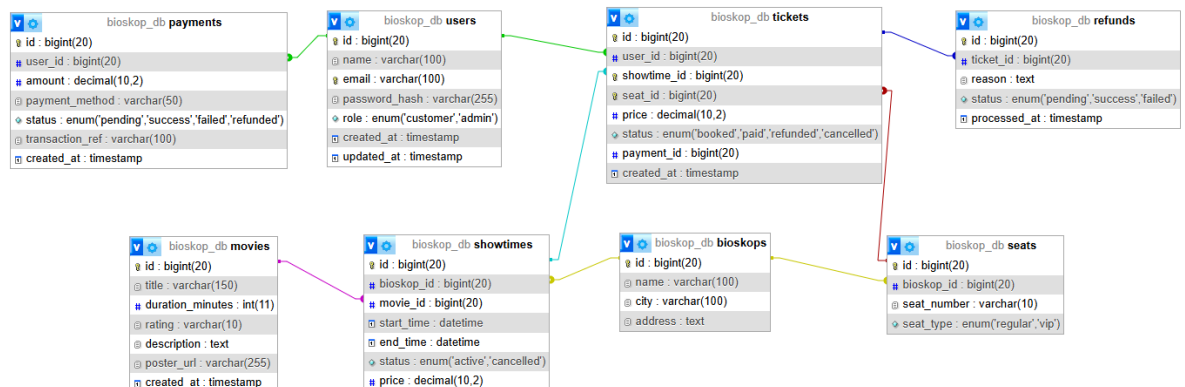 bioskop_db payments
id : bigint(20)
user_id : bigint(20)
amount : decimal(10,2)
payment_method : varchar(50)
status : enum('pending','success','failed','refunded')
transaction_ref : varchar(100)
created_at : timestamp
bioskop_db users
id : bigint(20)
name : varchar(100)
email : varchar(100)
password_hash : varchar(255)
role : enum('customer','admin')
created_at : timestamp
updated_at : timestamp
bioskop_db tickets
id : bigint(20)
user_id : bigint(20)
showtime_id : bigint(20)
seat_id : bigint(20)
price : decimal(10,2)
status : enum('booked','paid','refunded','cancelled')
payment_id : bigint(20)
created_at : timestamp
bioskop_db refunds
id : bigint(20)
ticket_id : bigint(20)
reason : text
status : enum('pending','success','failed')
processed_at : timestamp
bioskop_db movies
id : bigint(20)
title : varchar(150)
duration_minutes : int(11)
rating : varchar(10)
description : text
poster_url : varchar(255)
created_at : timestamp
bioskop_db showtimes
id : bigint(20)
bioskop_id : bigint(20)
movie_id : bigint(20)
start_time : datetime
end_time : datetime
status : enum('active','cancelled')
price : decimal(10,2)
bioskop_db bioskops
id : bigint(20)
name : varchar(100)
city : varchar(100)
address : text
bioskop_db seats
id : bigint(20)
bioskop_id : bigint(20)
seat_number : varchar(10)
seat_type : enum('regular','vip')